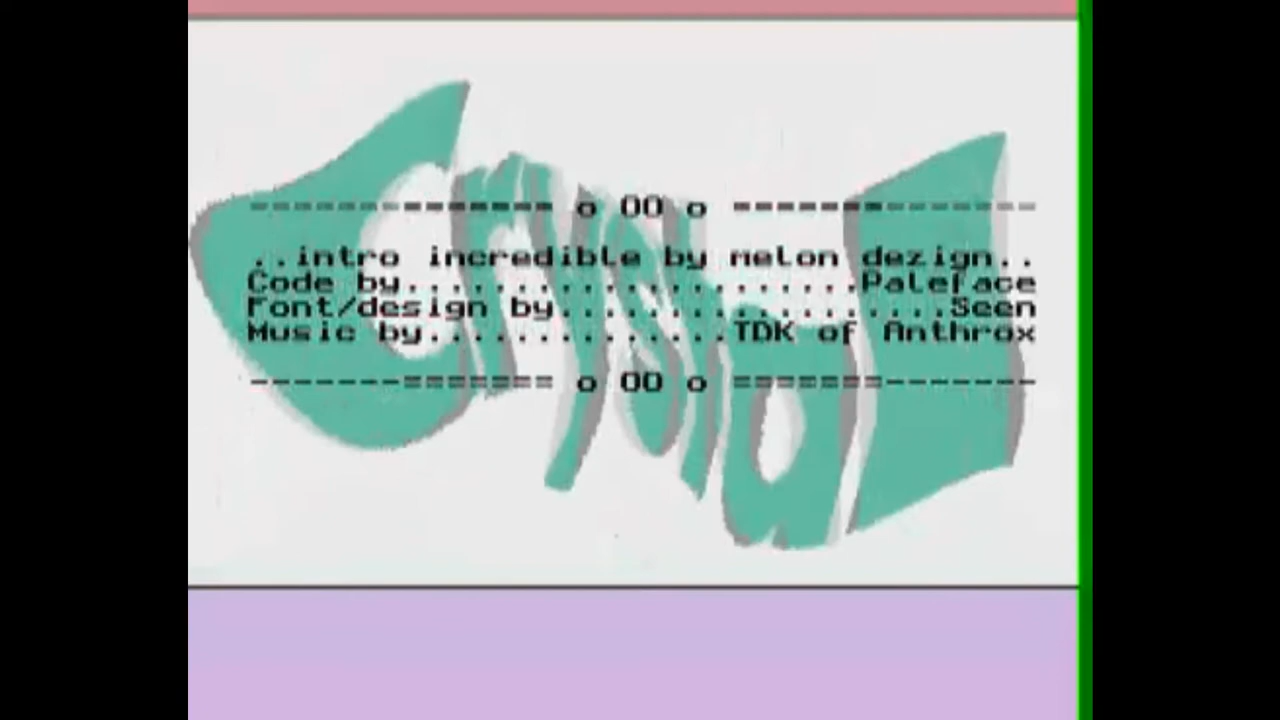 --------======= o OO o =======--------
..intro incredible by melon dezign..
Code by...............................Paleface
Font/design by...........................Seen
Music by.....................TDK of Anthrox
--------======= o OO o =======--------
Crystal